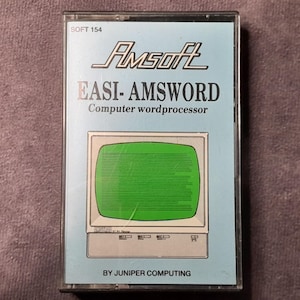 SOFT 154
Amsoft
EASI-AMSWORD
Computer wordprocessor
BY JUNIPER COMPUTING